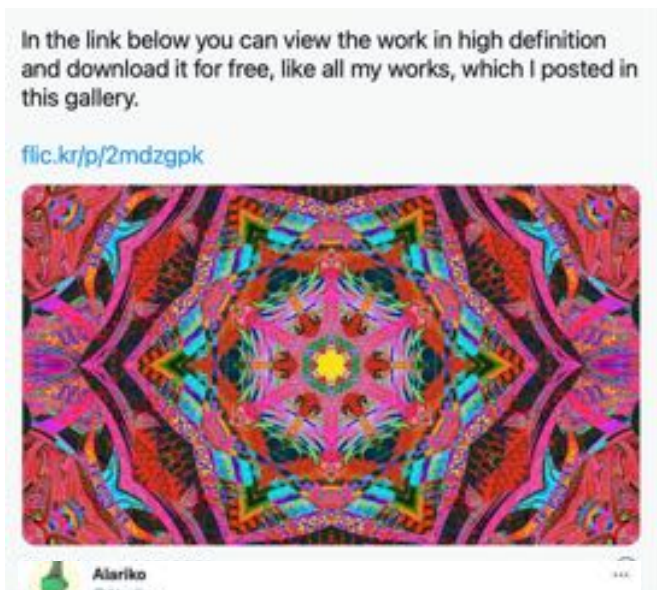 In the link below you can view the work in high definition
and download it for free, like all my works, which I posted in
this gallery.
flic.kr/p/2mdzgpk
Alariko